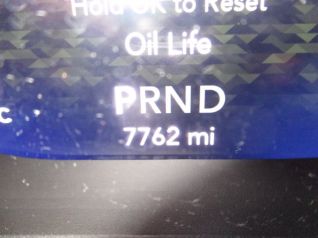 Hold OK to Reset
Oil Life
PRND
7762 mi
c